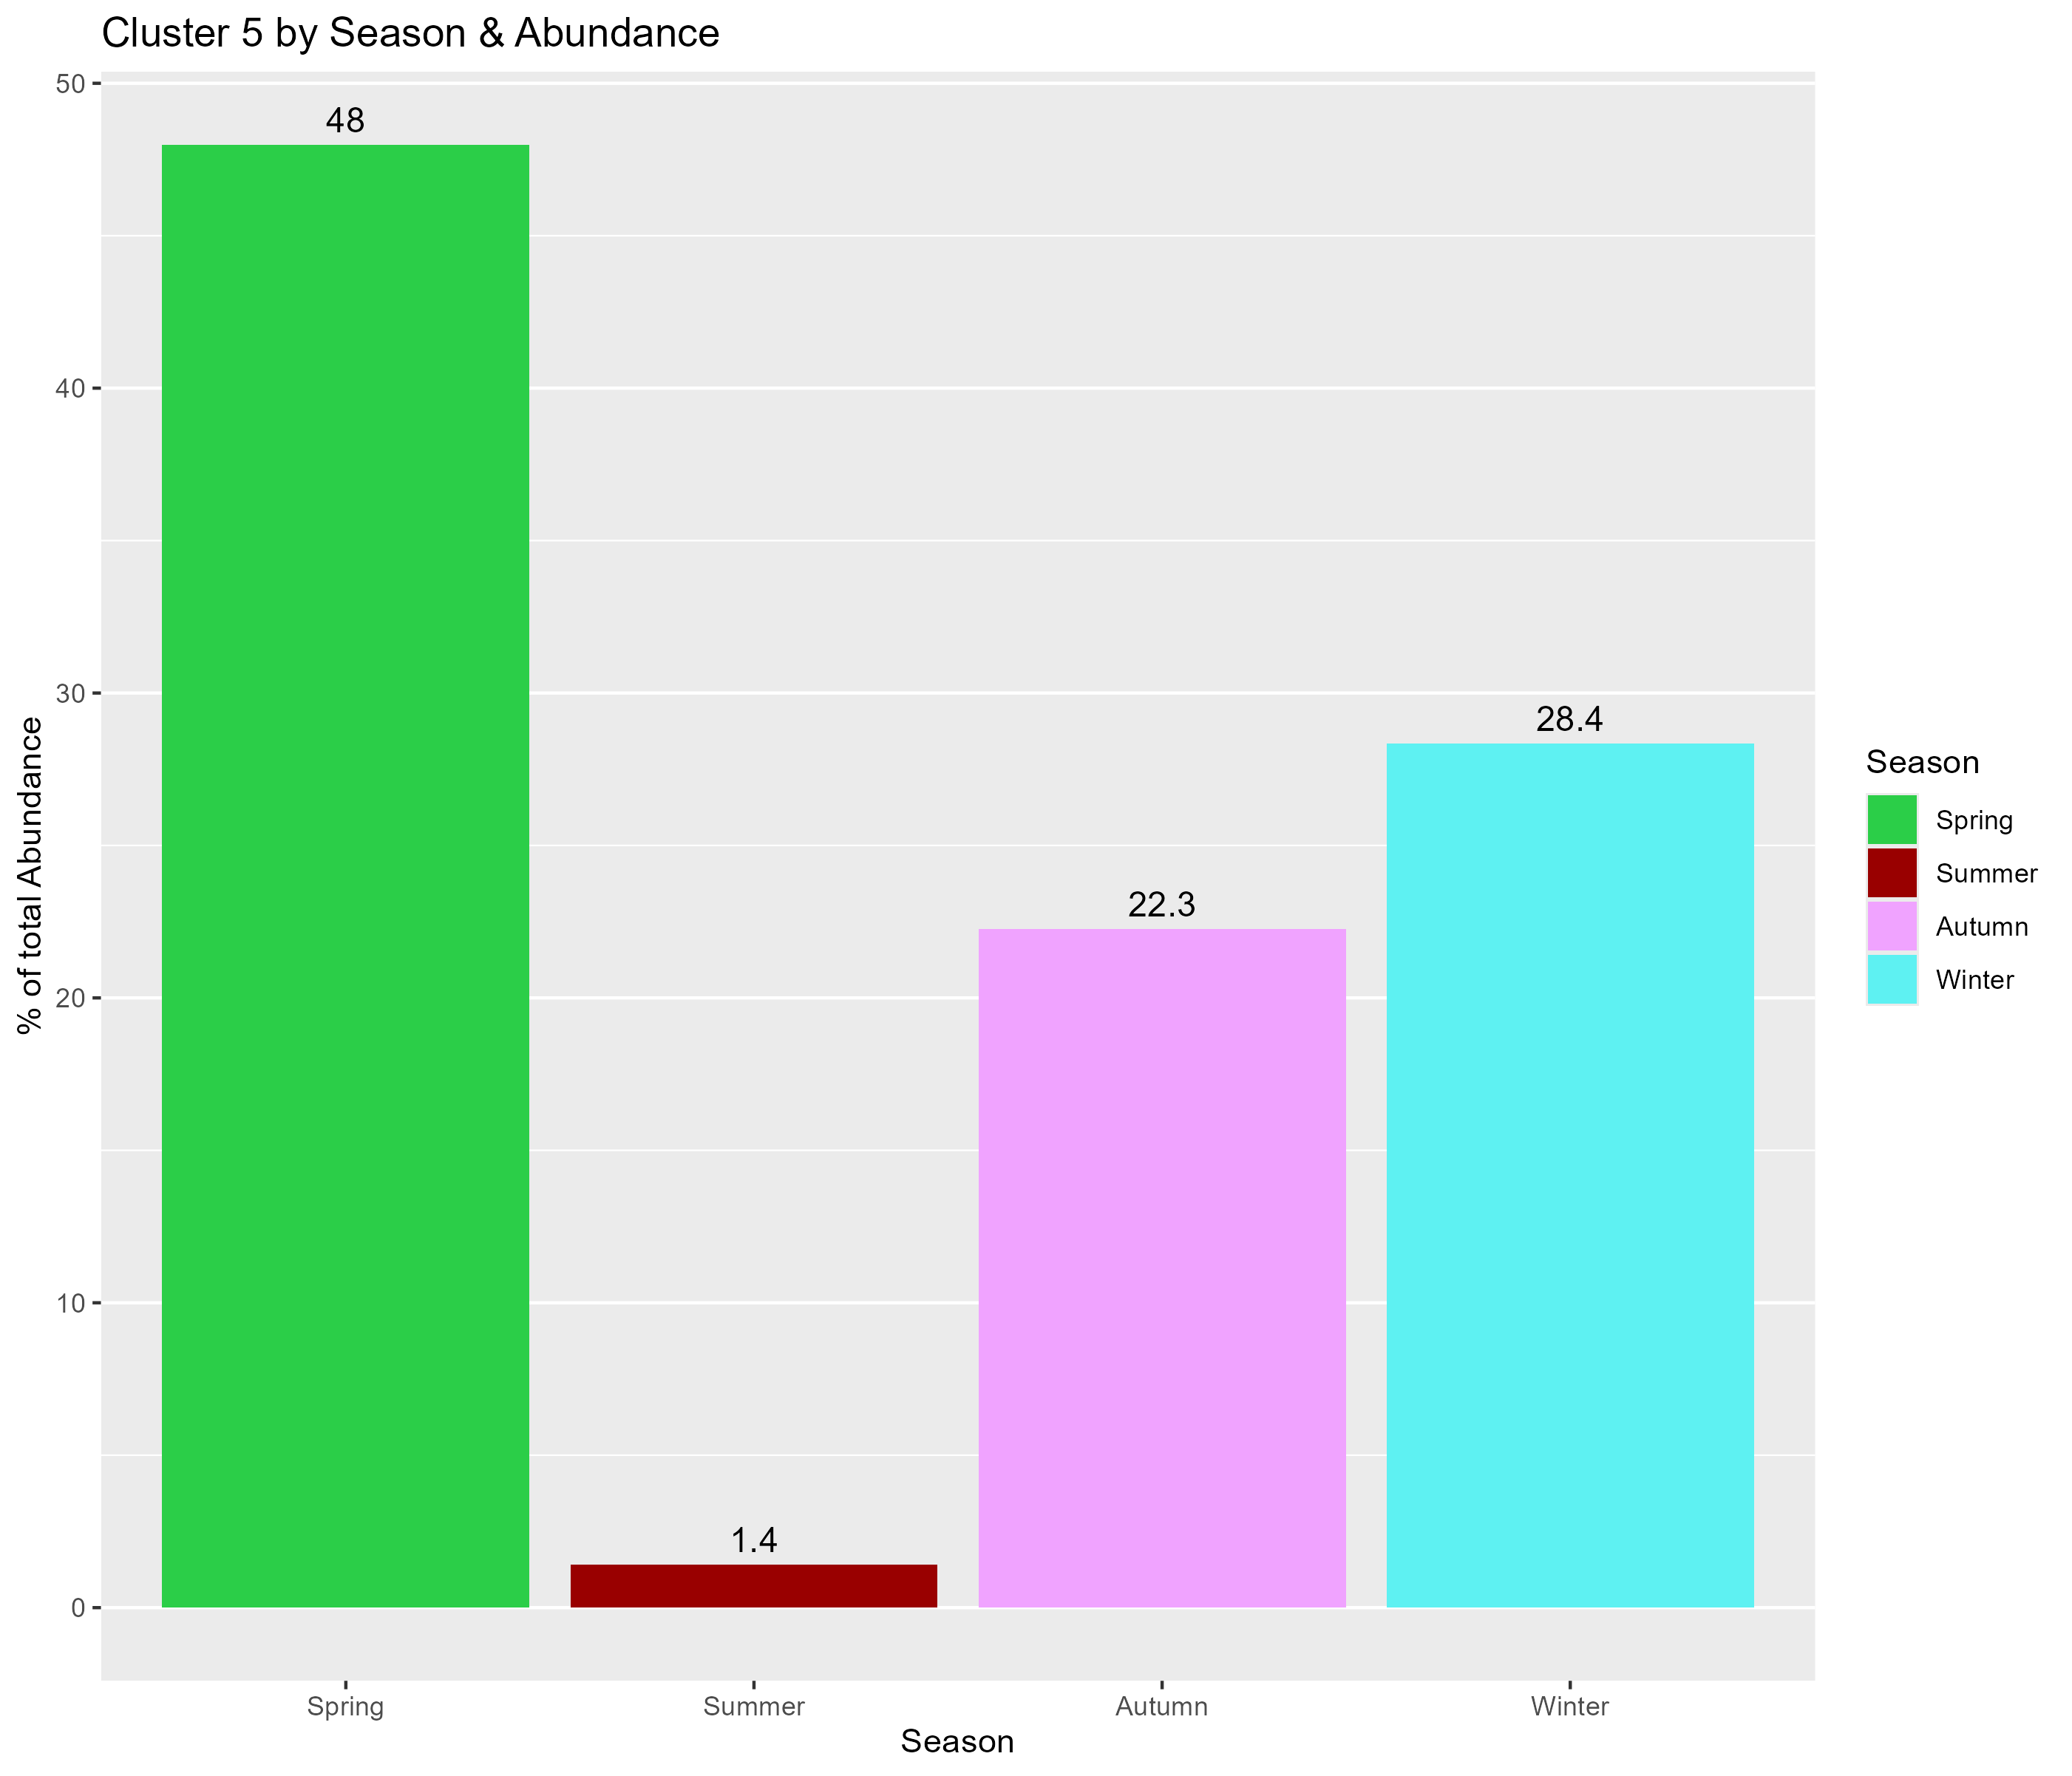 Cluster 5 by Season & Abundance
% of total Abundance
50
40
30
20
10
0
48
1.4
22.3
28.4
Spring
Summer
Autumn
Winter
Season
Season
Spring
Summer
Autumn
Winter